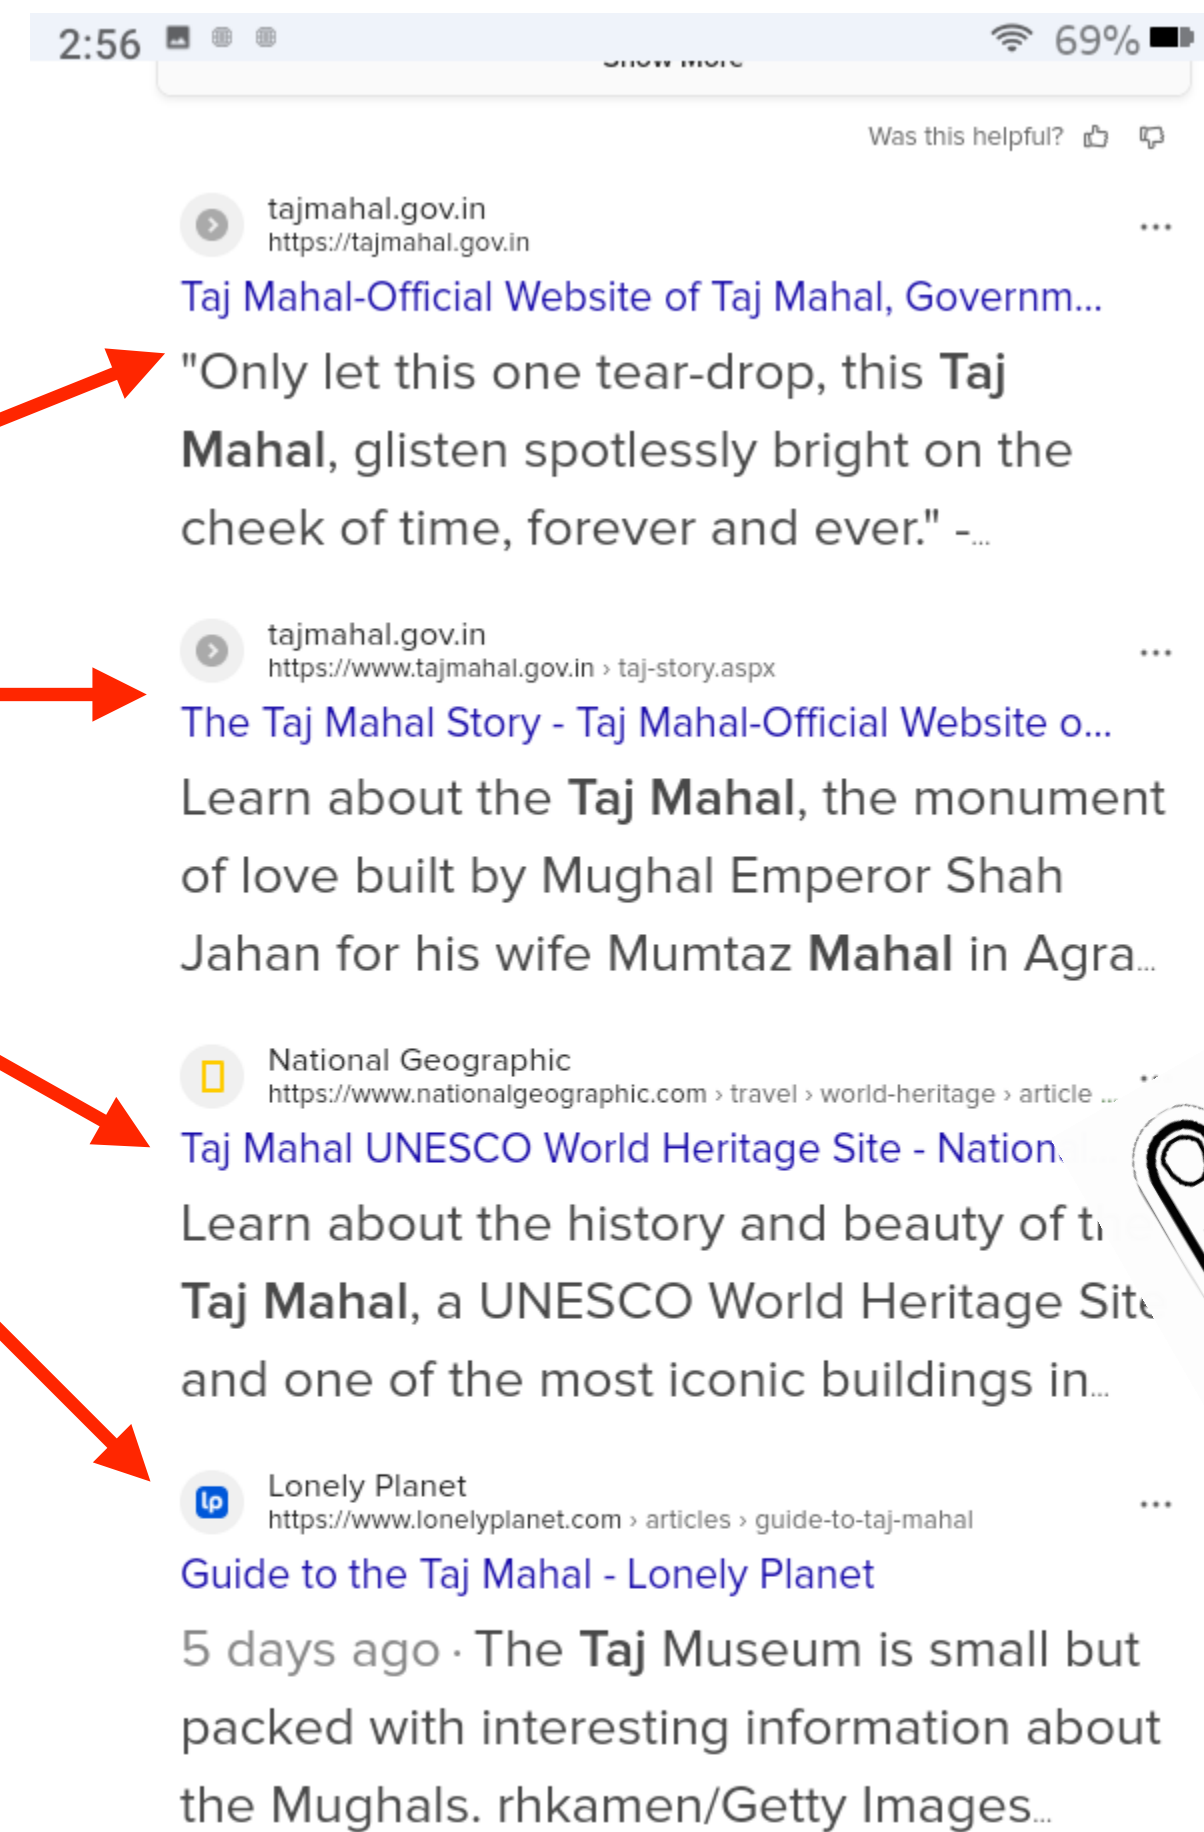 2:56 69%
Show More
Was this helpful?
tajmahal.gov.in
https://tajmahal.gov.in
Taj Mahal-Official Website of Taj Mahal, Governm...
"Only let this one tear-drop, this Taj
Mahal, glisten spotlessly bright on the
cheek of time, forever and ever." -...
tajmahal.gov.in
https://www.tajmahal.gov.in › taj-story.aspx
The Taj Mahal Story - Taj Mahal-Official Website o...
Learn about the Taj Mahal, the monument
of love built by Mughal Emperor Shah
Jahan for his wife Mumtaz Mahal in Agra...
National Geographic
https://www.nationalgeographic.com › travel › world-heritage › article ...
Taj Mahal UNESCO World Heritage Site - Nation
Learn about the history and beauty of the
Taj Mahal, a UNESCO World Heritage Site
and one of the most iconic buildings in...
lp
Lonely Planet
https://www.lonelyplanet.com › articles › guide-to-taj-mahal
Guide to the Taj Mahal - Lonely Planet
5 days ago · The Taj Museum is small but
packed with interesting information about
the Mughals. rhkamen/Getty Images...